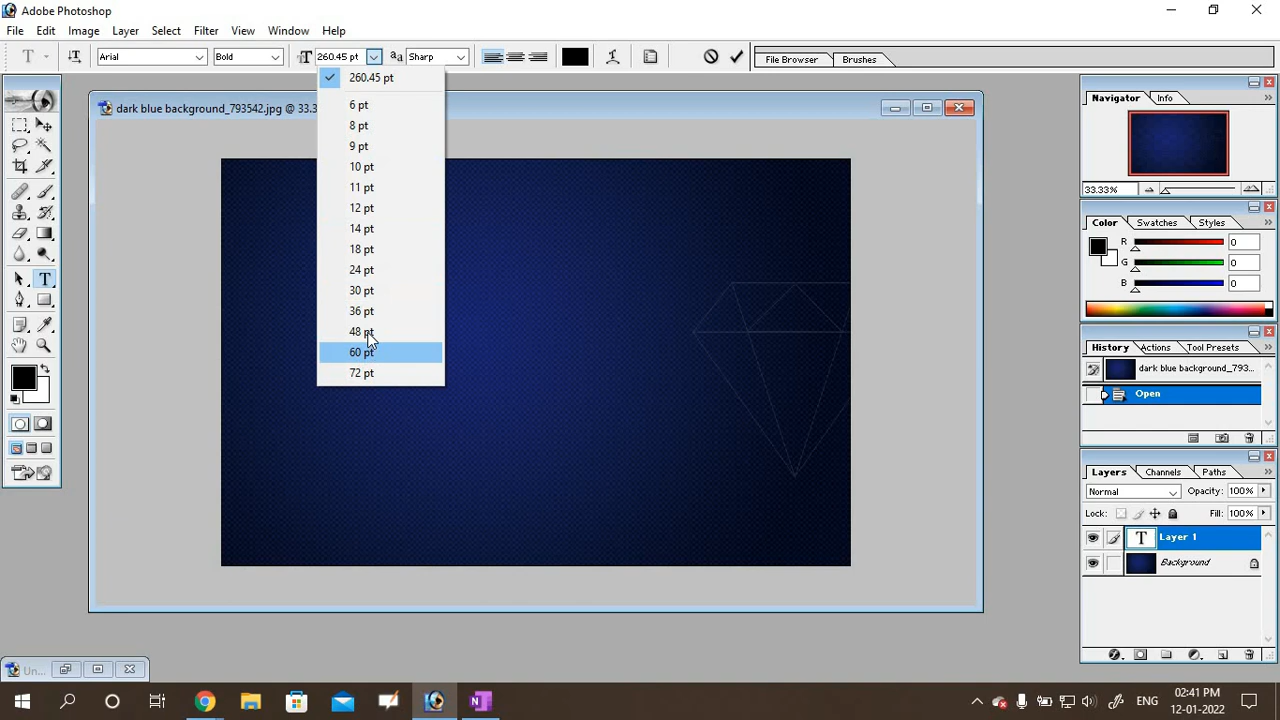 Adobe Photoshop
File Edit Image Layer Select Filter View Window Help
T Arial Bold T 260.45 pt aa Sharp File Browser Brushes
260.45 pt
6 pt
8 pt
9 pt
10 pt
11 pt
12 pt
14 pt
18 pt
24 pt
30 pt
36 pt
48 pt
60 pt
72 pt
dark blue background_793542.jpg @ 33.3
Navigator Info
33.33%
Color Swatches Styles
R 0
G 0
B 0
History Actions Tool Presets
dark blue background_793...
Open
Layers Channels Paths
Normal Opacity: 100%
Lock: Fill: 100%
T Layer 1
Background
Un...
ENG 02:41 PM
12-01-2022